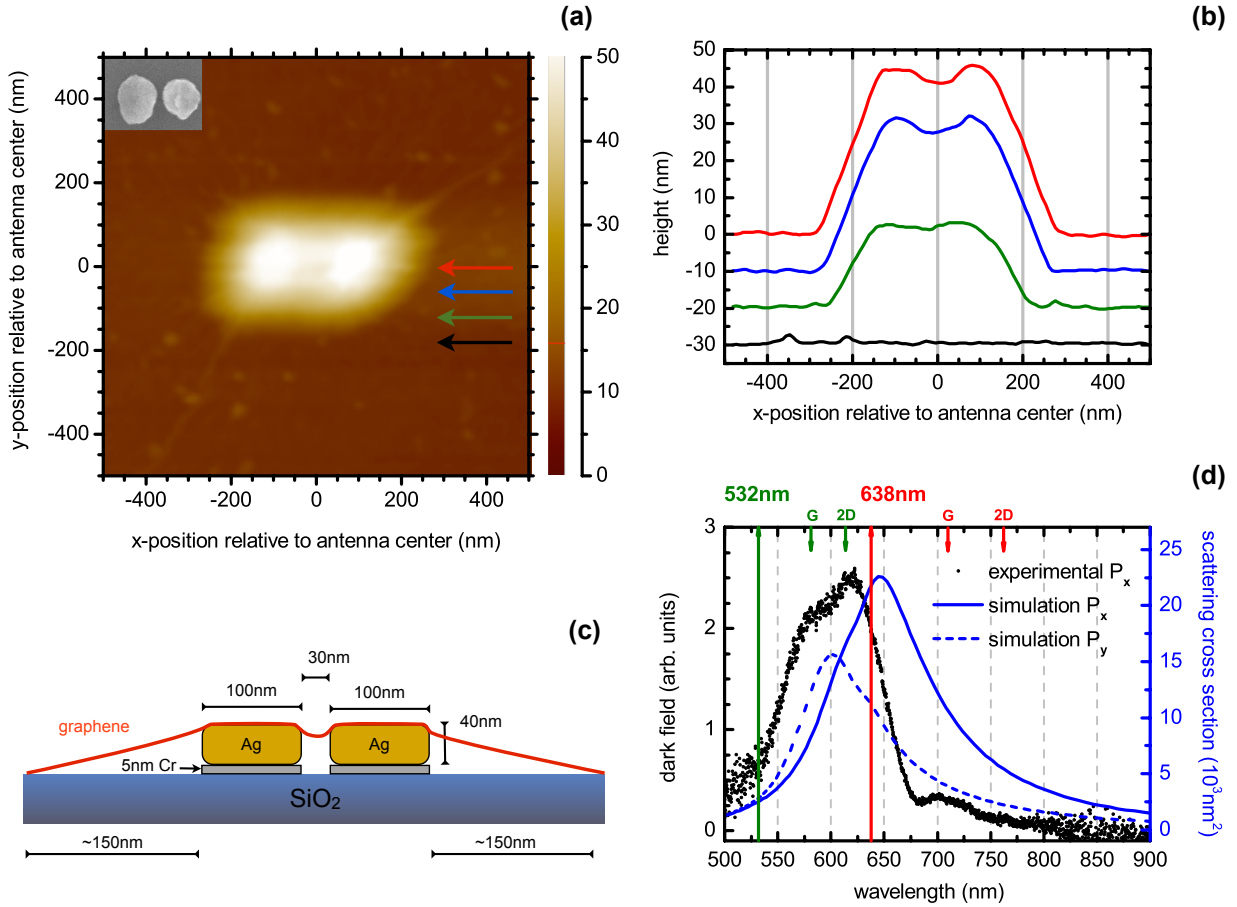 (a)
400
200
0
-200
-400
y-position relative to antenna center (nm)
-400 -200 0 200 400
x-position relative to antenna center (nm)
50
40
30
20
10
0
(b)
50
40
30
20
10
0
-10
-20
-30
height (nm)
-400 -200 0 200 400
x-position relative to antenna center (nm)
(c)
30nm
100nm 100nm
40nm
graphene
Ag Ag
5nm Cr
SiO₂
~150nm ~150nm
(d)
532nm 638nm
G 2D G 2D
3
2
1
0
dark field (arb. units)
experimental Pₓ
simulation Pₓ
simulation P_y
25
20
15
10
5
0
scattering cross section (10³nm²)
500 550 600 650 700 750 800 850 900
wavelength (nm)